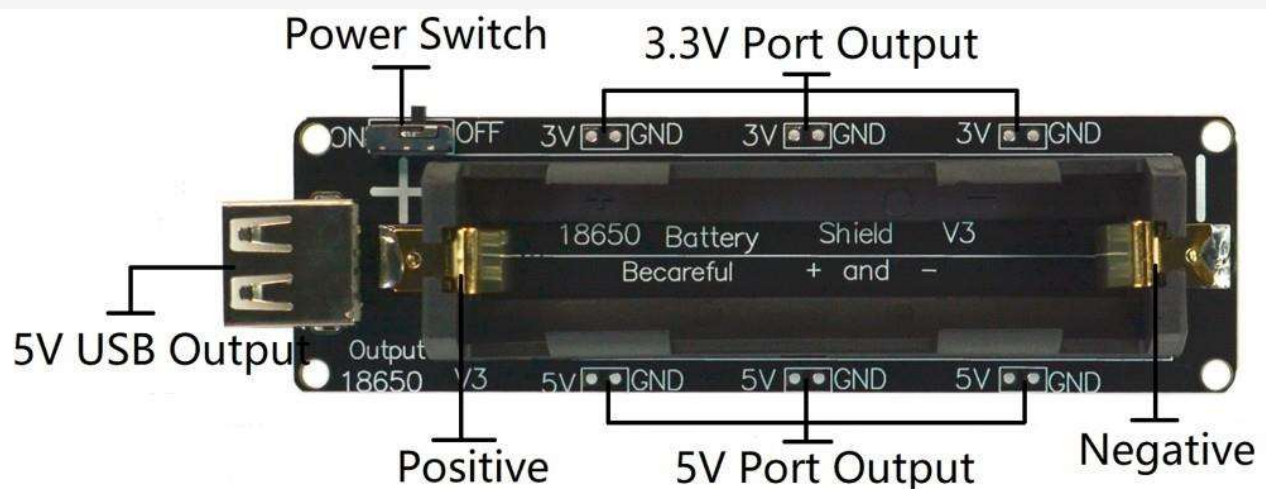 Power Switch
3.3V Port Output
ON OFF 3V GND 3V GND 3V GND
+
18650 Battery Shield V3
Becareful + and -
5V USB Output
Output
18650 V3 5V GND 5V GND 5V GND
Positive
5V Port Output
Negative